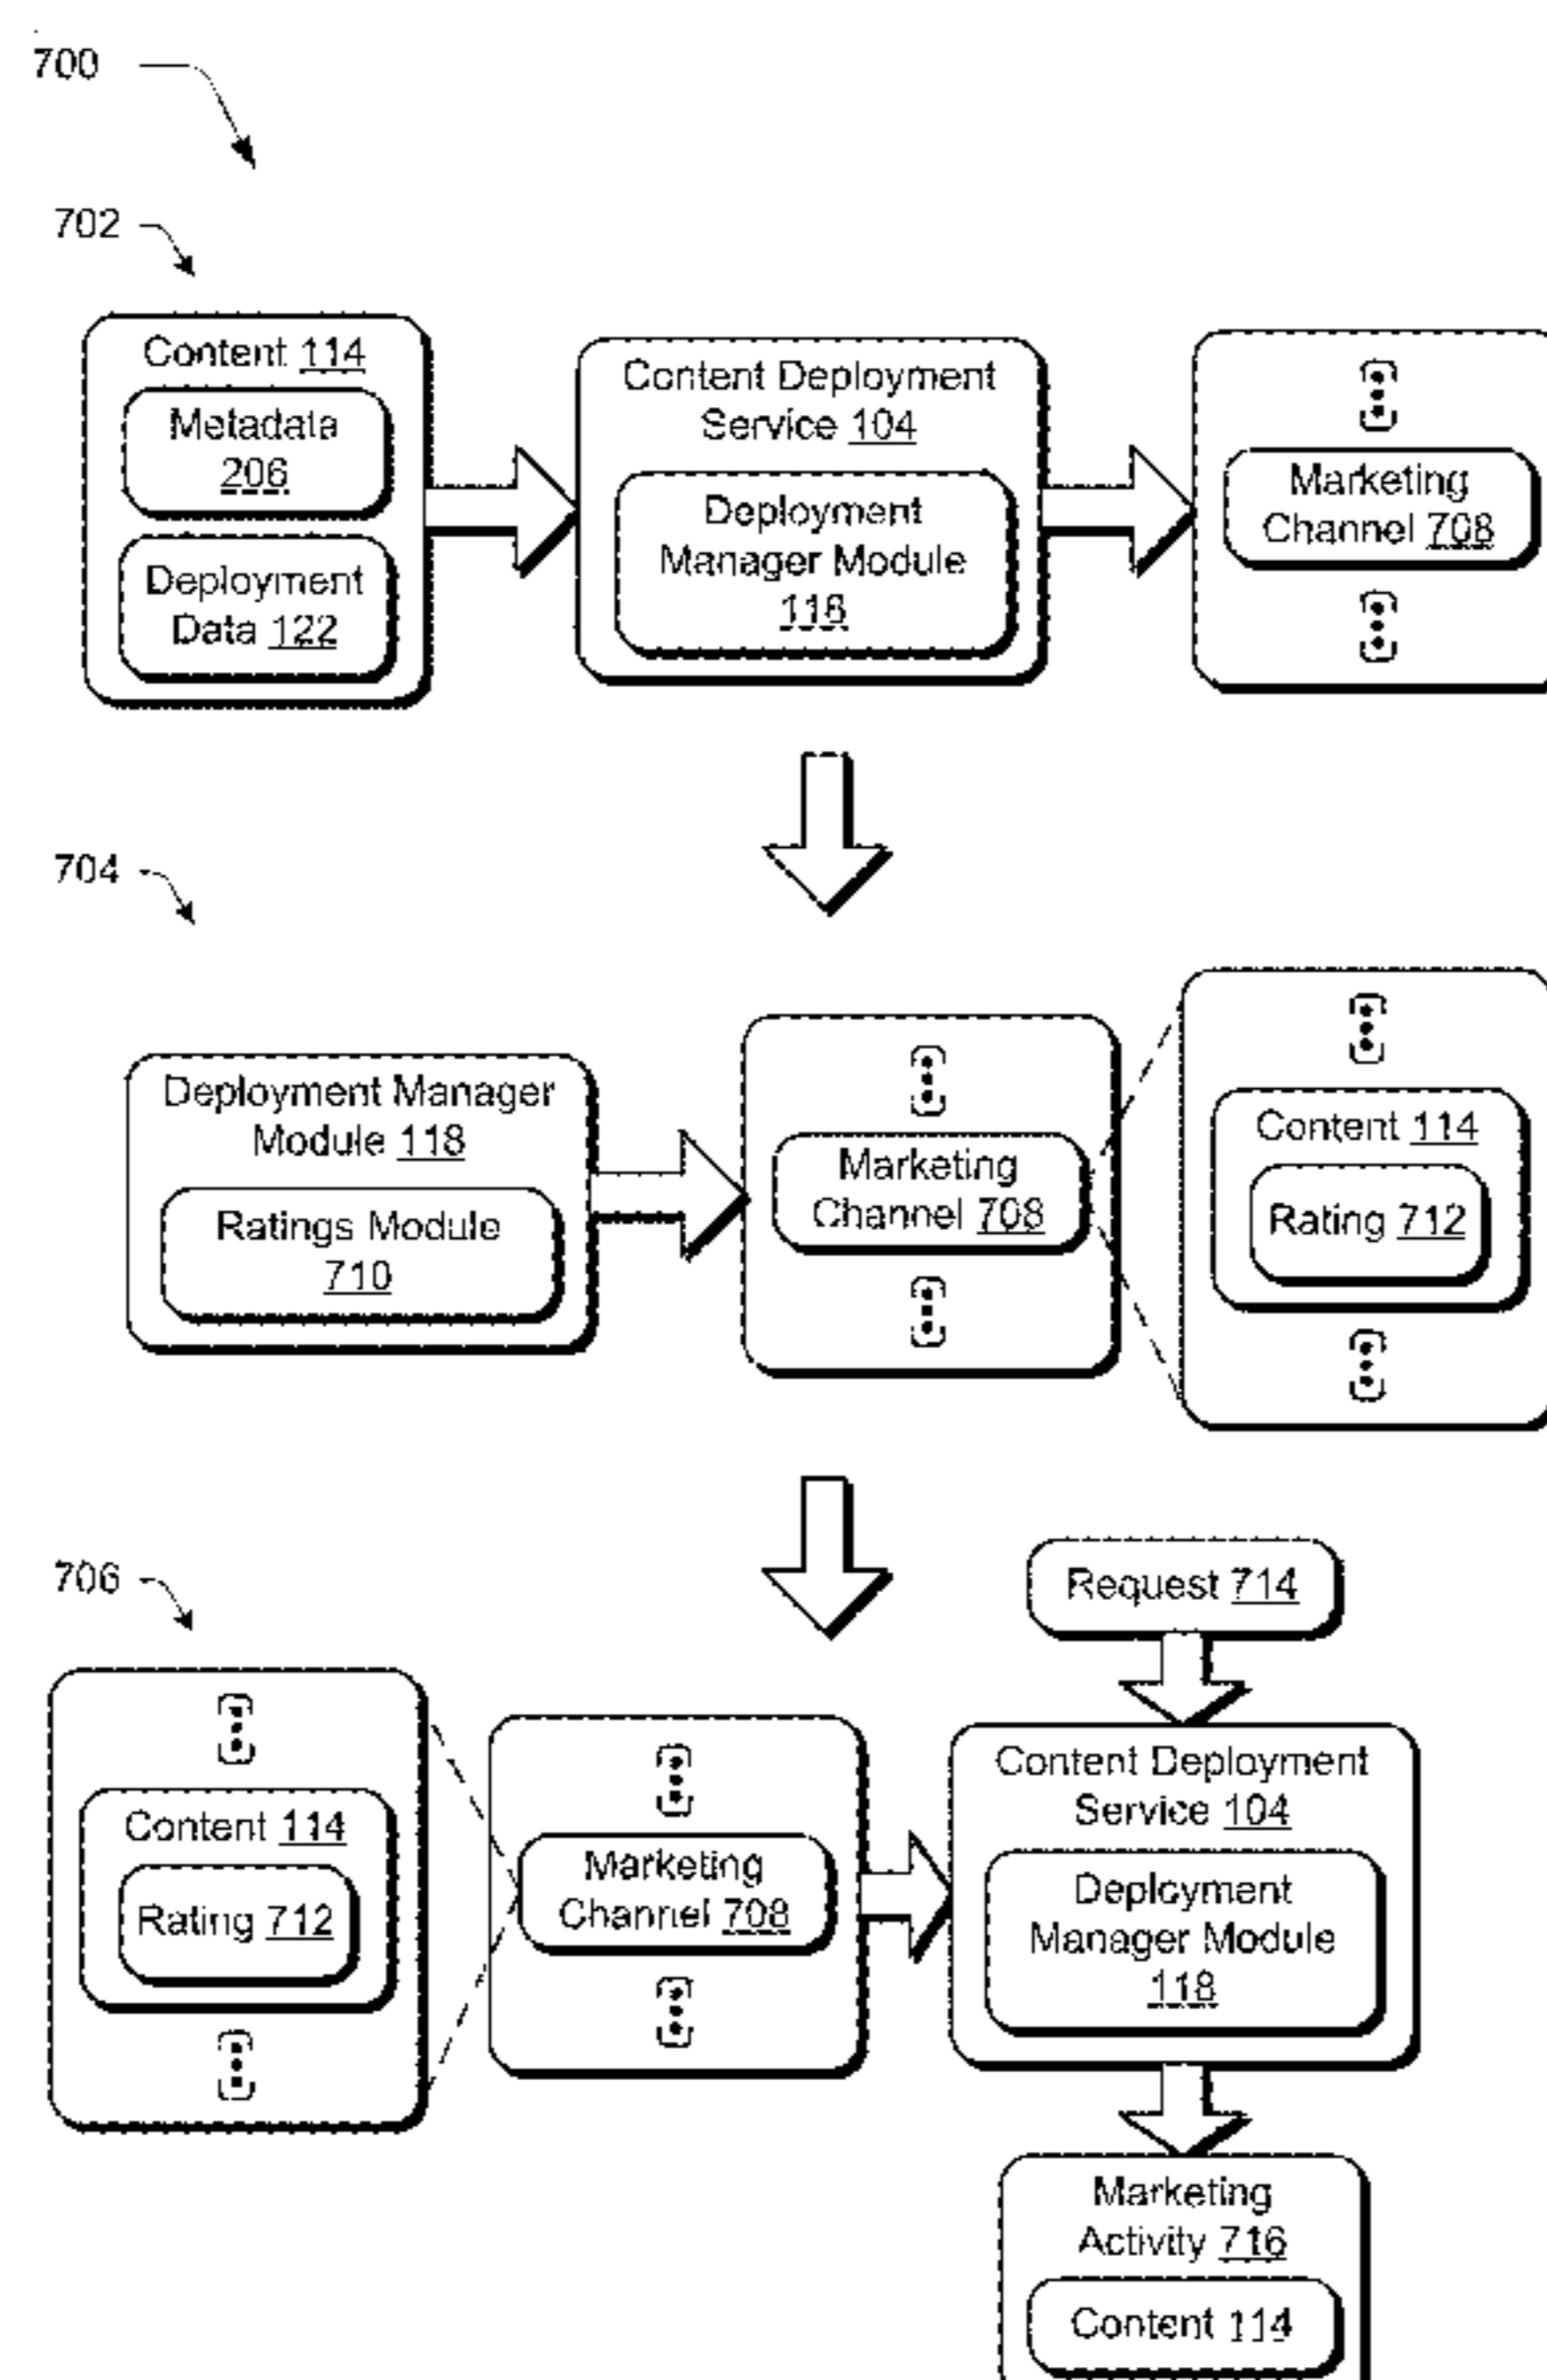 700
702
Content 114
Metadata
206
Deployment
Data 122
Content Deployment
Service 104
Deployment
Manager Module
118
Marketing
Channel 708
704
Deployment Manager
Module 118
Ratings Module
710
Marketing
Channel 708
Content 114
Rating 712
706
Content 114
Rating 712
Marketing
Channel 708
Request 714
Content Deployment
Service 104
Deployment
Manager Module
118
Marketing
Activity 716
Content 114